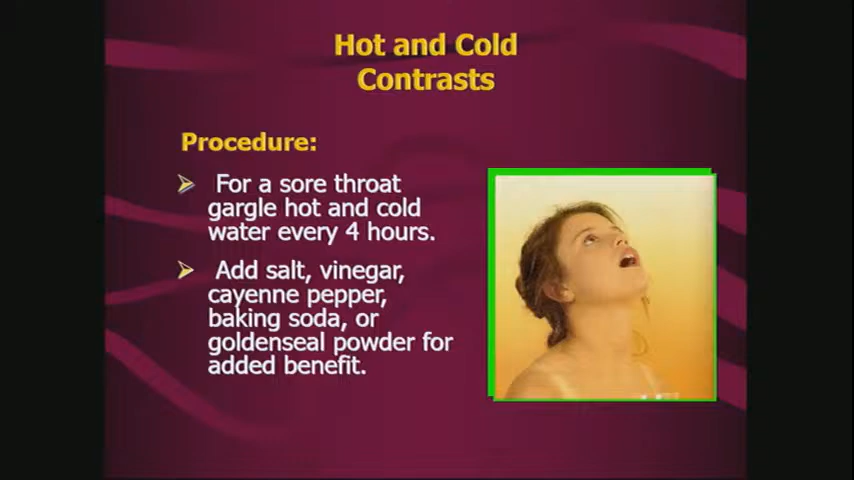 Hot and Cold
Contrasts
Procedure:
For a sore throat
gargle hot and cold
water every 4 hours.
Add salt, vinegar,
cayenne pepper,
baking soda, or
goldenseal powder for
added benefit.